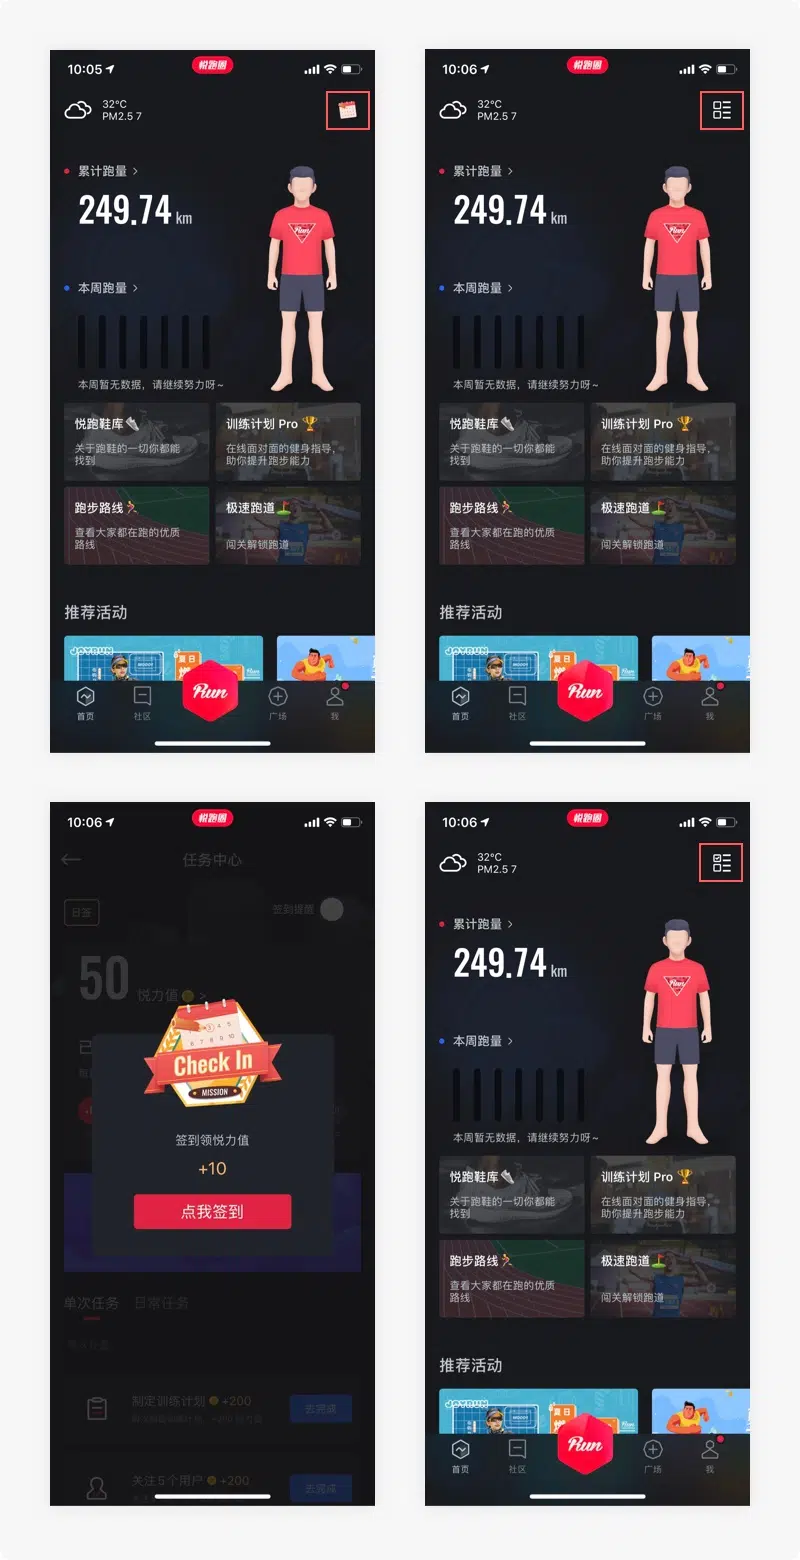 10:05
悦跑圈
32°C
PM2.5 7
累计跑量 >
249.74 km
Run
本周跑量 >
本周暂无数据，请继续努力呀~
悦跑鞋库
关于跑鞋的一切你都能
找到
训练计划 Pro
在线面对面的健身指导，
助你提升跑步能力
跑步路线
查看大家都在跑的优质
路线
极速跑道
闯关解锁跑道
推荐活动
JOYRUN
夏日
Run
首页
社区
广场
我
10:06
悦跑圈
32°C
PM2.5 7
累计跑量 >
249.74 km
Run
本周跑量 >
本周暂无数据，请继续努力呀~
悦跑鞋库
关于跑鞋的一切你都能
找到
训练计划 Pro
在线面对面的健身指导，
助你提升跑步能力
跑步路线
查看大家都在跑的优质
路线
极速跑道
闯关解锁跑道
推荐活动
JOYRUN
夏日
Run
首页
社区
广场
我
10:06
悦跑圈
任务中心
日签
签到提醒
50 悦力值 >
Check In
MISSION
签到领悦力值
+10
点我签到
单次任务 日常任务
制定训练计划 +200
去完成
关注5个用户 +200
去完成
10:06
悦跑圈
32°C
PM2.5 7
累计跑量 >
249.74 km
Run
本周跑量 >
本周暂无数据，请继续努力呀~
悦跑鞋库
关于跑鞋的一切你都能
找到
训练计划 Pro
在线面对面的健身指导，
助你提升跑步能力
跑步路线
查看大家都在跑的优质
路线
极速跑道
闯关解锁跑道
推荐活动
JOYRUN
夏日
Run
首页
社区
广场
我